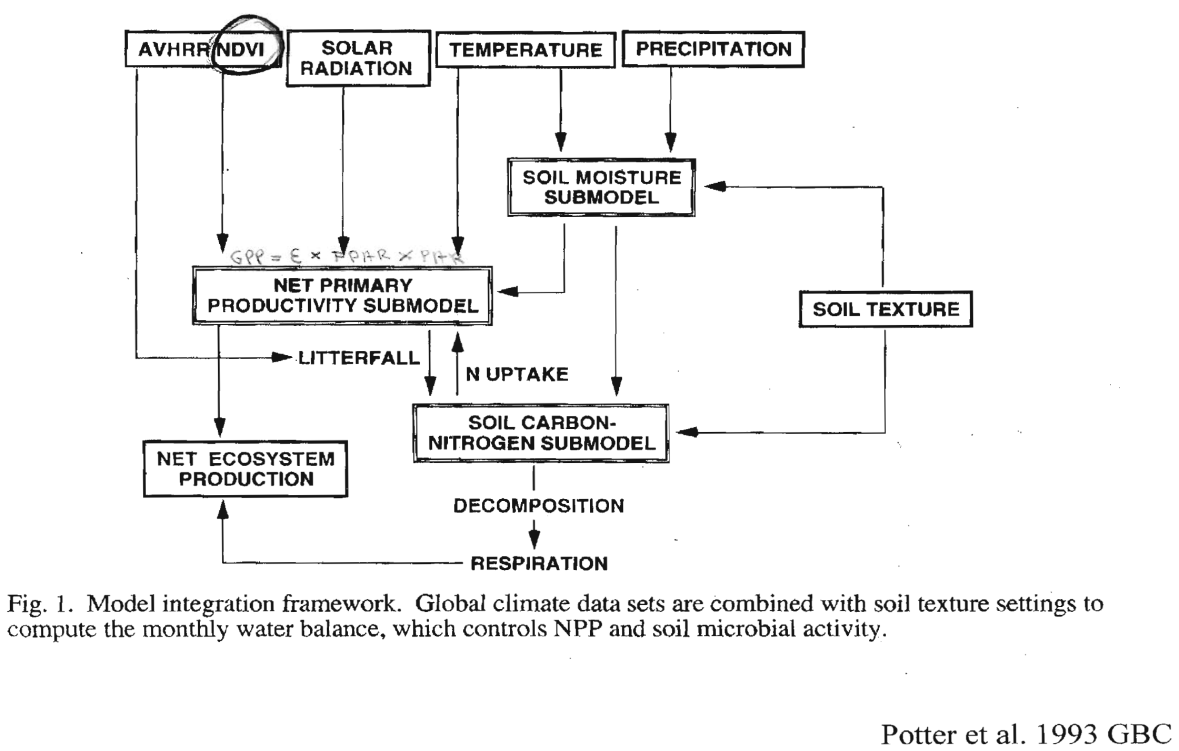 AVHRR NDVI
SOLAR
RADIATION
TEMPERATURE
PRECIPITATION
SOIL MOISTURE
SUBMODEL
GPP = ε × FPAR × PAR
NET PRIMARY
PRODUCTIVITY SUBMODEL
SOIL TEXTURE
LITTERFALL
N UPTAKE
SOIL CARBON-
NITROGEN SUBMODEL
NET ECOSYSTEM
PRODUCTION
DECOMPOSITION
RESPIRATION
Fig. 1. Model integration framework. Global climate data sets are combined with soil texture settings to
compute the monthly water balance, which controls NPP and soil microbial activity.
Potter et al. 1993 GBC